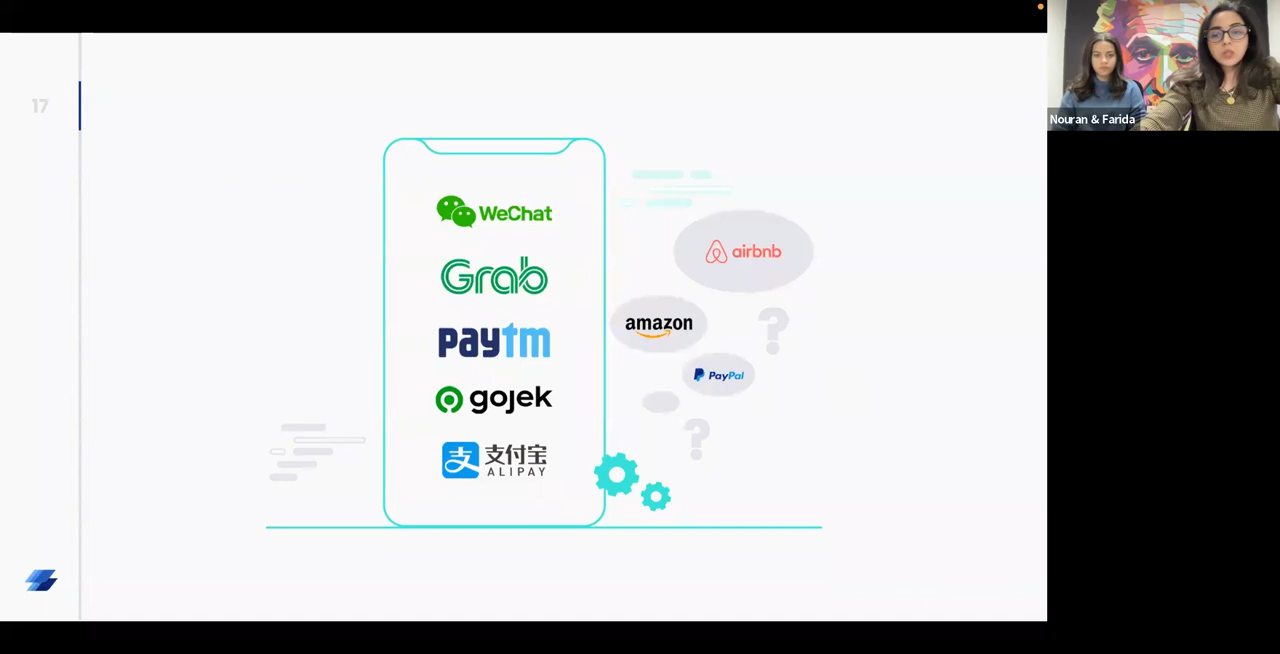 17
WeChat
Grab
paytm
gojek
支付宝
ALIPAY
airbnb
amazon
PayPal
?
?
Nouran & Farida